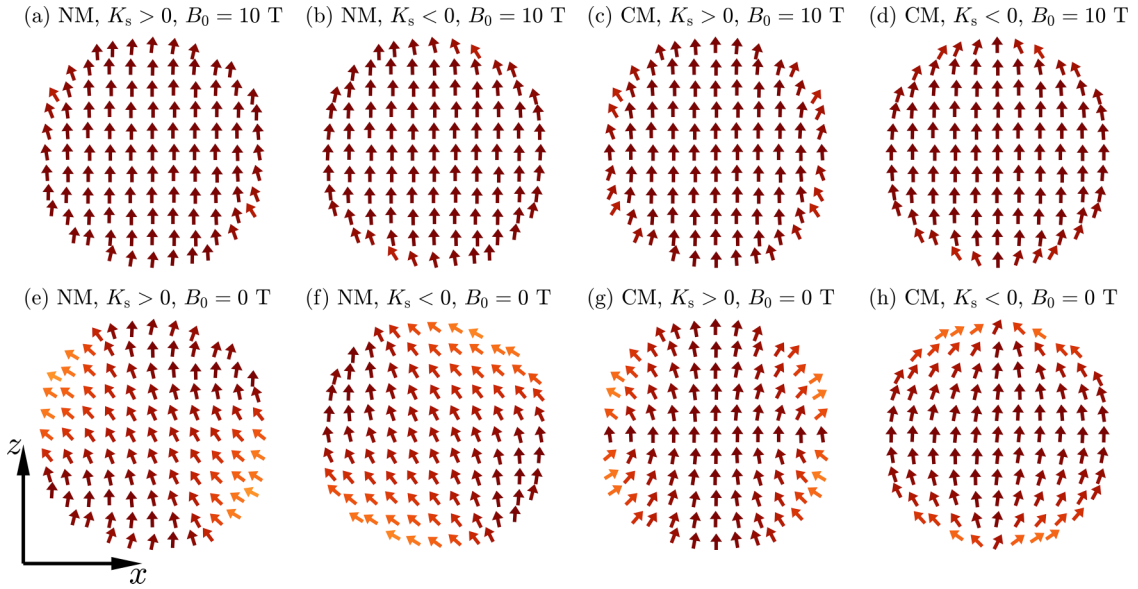 (a) NM, Kₛ > 0, B₀ = 10 T
(b) NM, Kₛ < 0, B₀ = 10 T
(c) CM, Kₛ > 0, B₀ = 10 T
(d) CM, Kₛ < 0, B₀ = 10 T
(e) NM, Kₛ > 0, B₀ = 0 T
(f) NM, Kₛ < 0, B₀ = 0 T
(g) CM, Kₛ > 0, B₀ = 0 T
(h) CM, Kₛ < 0, B₀ = 0 T
z
x